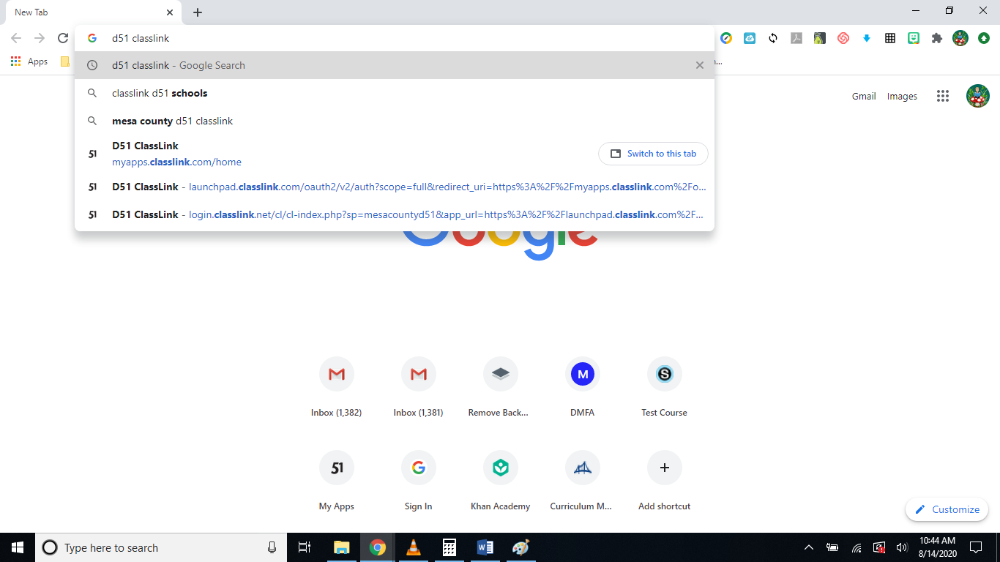 New Tab
d51 classlink
Apps
d51 classlink - Google Search
...
classlink d51 schools
Gmail Images
mesa county d51 classlink
51 D51 ClassLink
myapps.classlink.com/home
Switch to this tab
51 D51 ClassLink - launchpad.classlink.com/oauth2/v2/auth?scope=full&redirect_uri=https%3A%2F%2Fmyapps.classlink.com%2Fo...
51 D51 ClassLink - login.classlink.net/cl/cl-index.php?sp=mesacountyd51&app_url=https%3A%2F%2Flaunchpad.classlink.com%2F...
Google
M S
Inbox (1,382) Inbox (1,381) Remove Back... DMFA Test Course
51
My Apps Sign In Khan Academy Curriculum M... Add shortcut
Customize
Type here to search
10:44 AM
8/14/2020